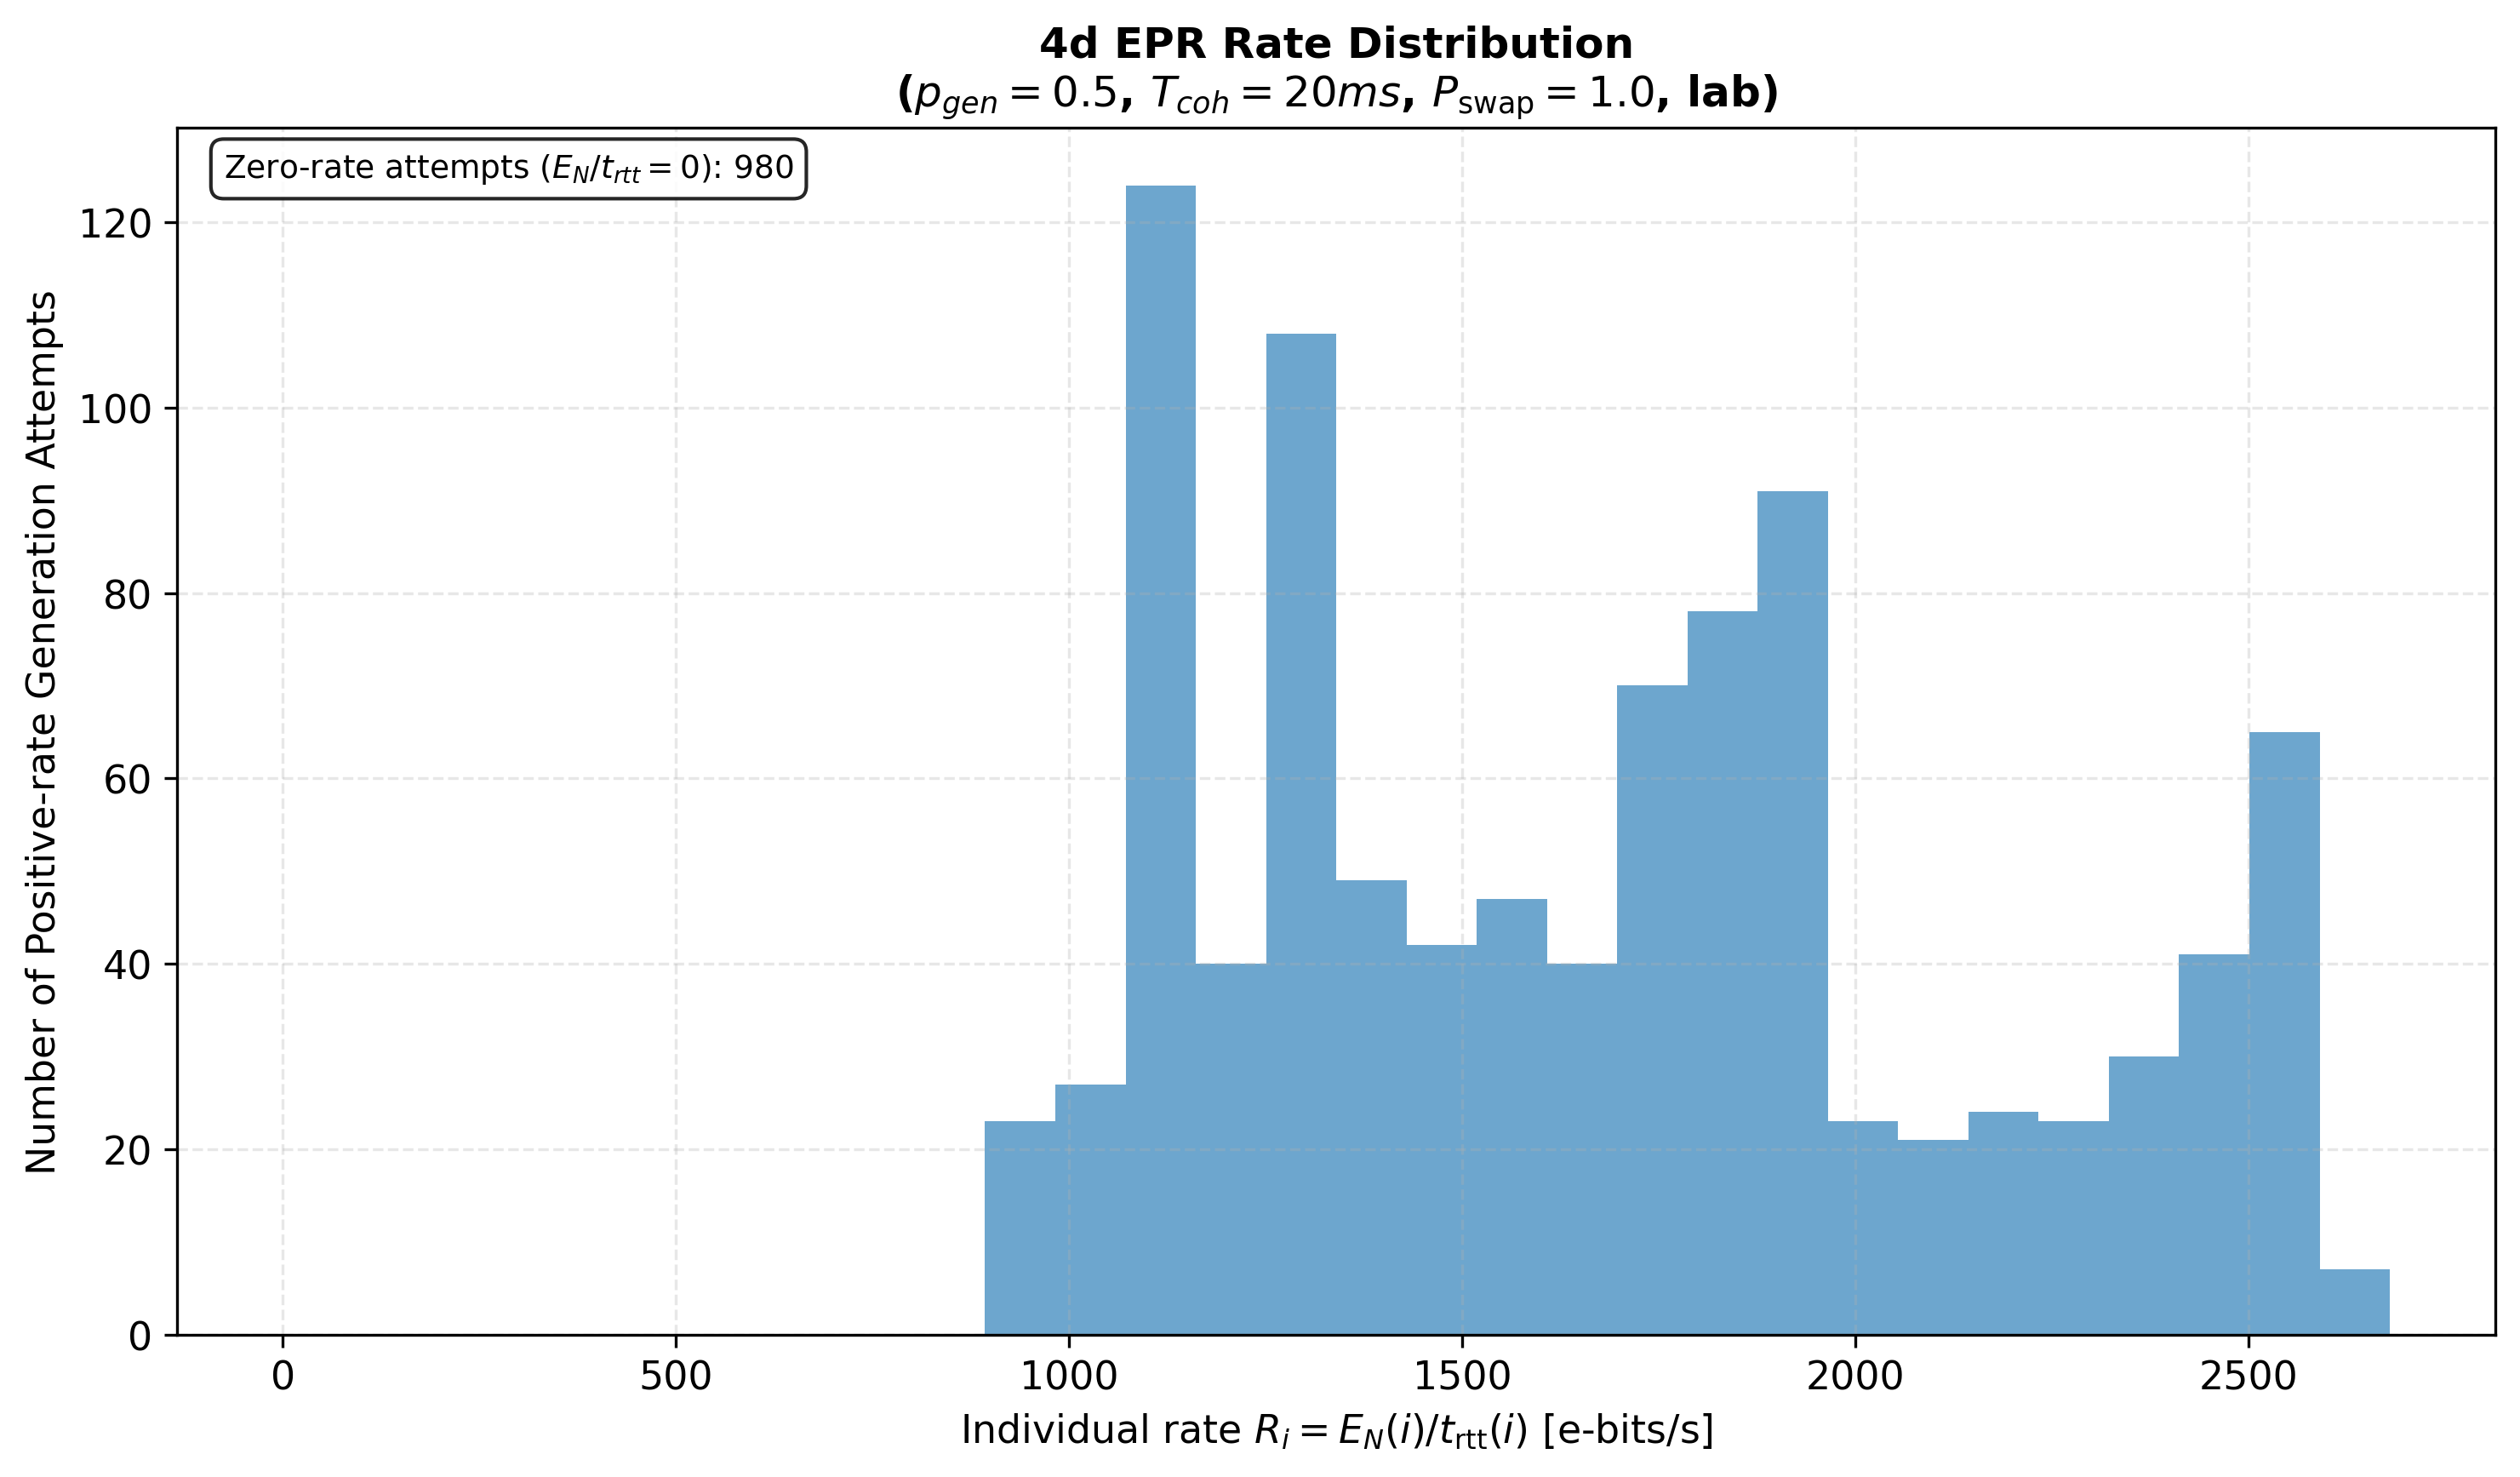 4d EPR Rate Distribution
(p_gen = 0.5, T_coh = 20ms, P_swap = 1.0, lab)
Zero-rate attempts (E_N/t_rtt = 0): 980
Number of Positive-rate Generation Attempts
120
100
80
60
40
20
0
0 500 1000 1500 2000 2500
Individual rate R_i = E_N(i)/t_rtt(i) [e-bits/s]